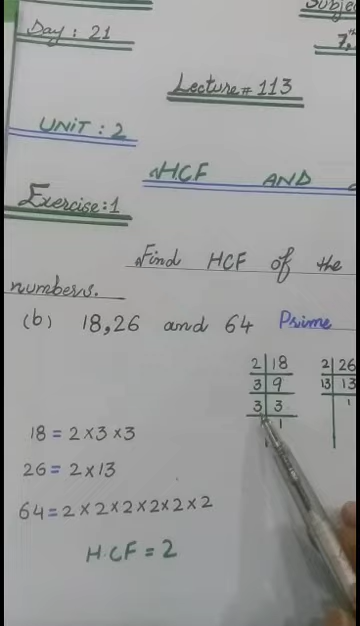 Day: 21
Lecture# 113
UNIT: 2
HCF AND
Exercise:1
Find HCF of the
numbers.
(b) 18,26 and 64 Prime
2 | 18
3 | 9
3 | 3
1
2 | 26
13 | 13
1
18 = 2×3×3
26 = 2×13
64 = 2×2×2×2×2×2
H.CF = 2